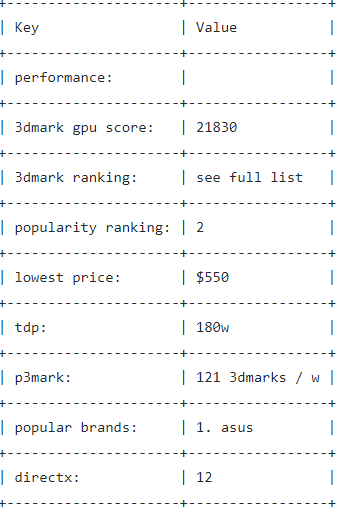 Key Value
performance:
3dmark gpu score: 21830
3dmark ranking: see full list
popularity ranking: 2
lowest price: $550
tdp: 180w
p3mark: 121 3dmarks / w
popular brands: 1. asus
directx: 12